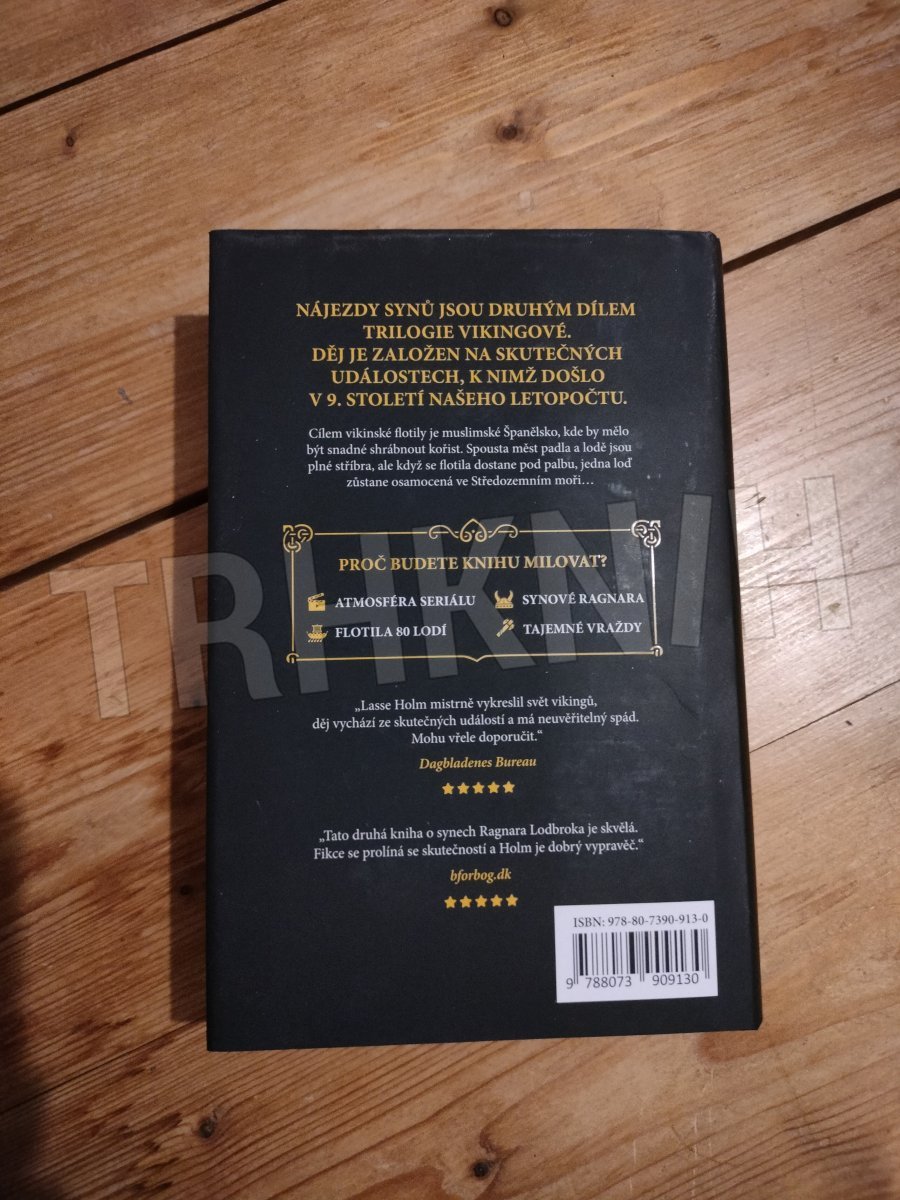 NÁJEZDY SYNŮ JSOU DRUHÝM DÍLEM
TRILOGIE VIKINGOVÉ.
DĚJ JE ZALOŽEN NA SKUTEČNÝCH
UDÁLOSTECH, K NIMŽ DOŠLO
V 9. STOLETÍ NAŠEHO LETOPOČTU.
Cílem vikinské flotily je muslimské Španělsko, kde by mělo
být snadné shrábnout kořist. Spousta měst padla a lodě jsou
plné stříbra, ale když se flotila dostane pod palbu, jedna loď
zůstane osamocená ve Středozemním moři…
PROČ BUDETE KNIHU MILOVAT?
ATMOSFÉRA SERIÁLU
SYNOVÉ RAGNARA
FLOTILA 80 LODÍ
TAJEMNÉ VRAŽDY
TRHKNIH
„Lasse Holm mistrně vykreslil svět vikingů,
děj vychází ze skutečných událostí a má neuvěřitelný spád.
Mohu vřele doporučit.“
Dagbladenes Bureau
„Tato druhá kniha o synech Ragnara Lodbroka je skvělá.
Fikce se prolíná se skutečností a Holm je dobrý vypravěč.“
bforbog.dk
ISBN: 978-80-7390-913-0
9 788073 909130